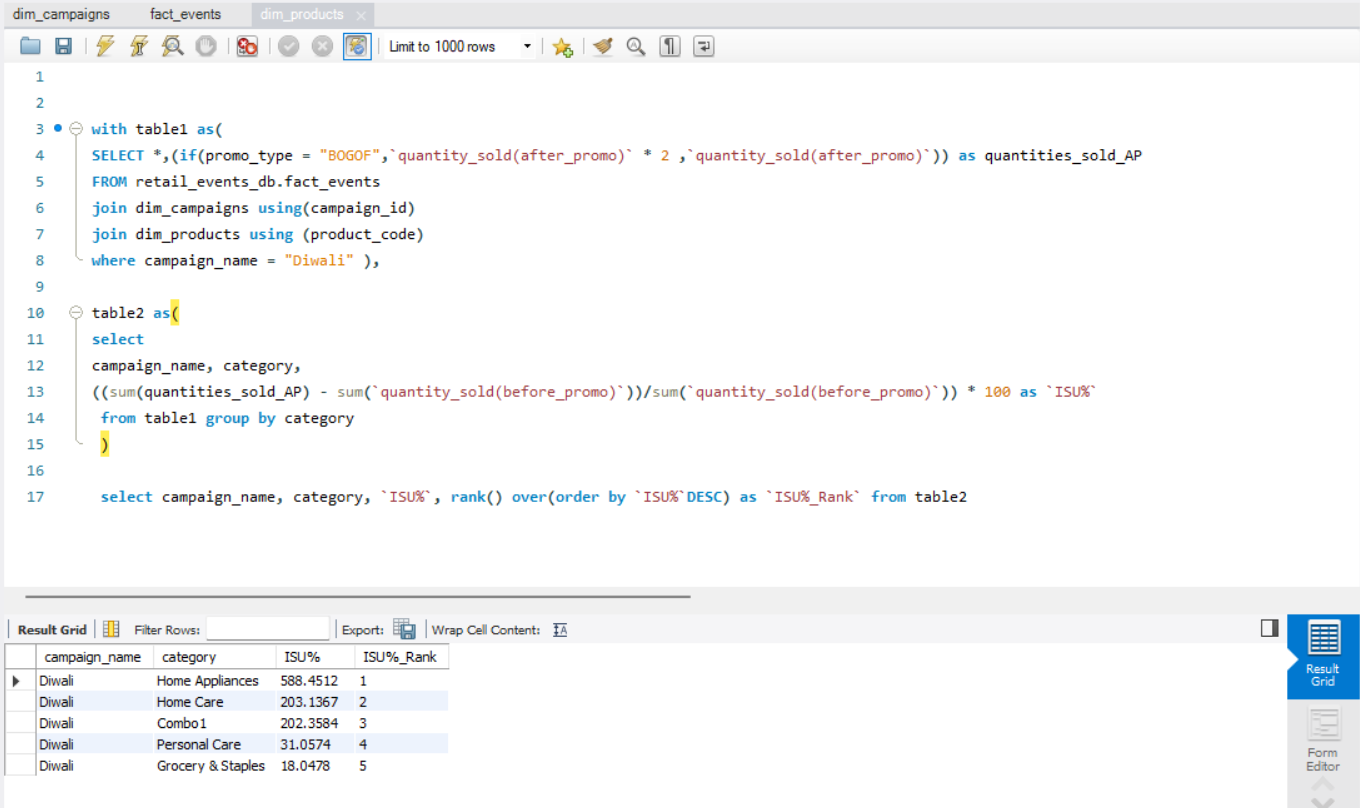 dim_campaigns fact_events dim_products
Limit to 1000 rows
1
2
3 with table1 as(
4 SELECT *,(if(promo_type = "BOGOF",`quantity_sold(after_promo)` * 2 ,`quantity_sold(after_promo)`)) as quantities_sold_AP
5 FROM retail_events_db.fact_events
6 join dim_campaigns using(campaign_id)
7 join dim_products using (product_code)
8 where campaign_name = "Diwali" ),
9
10 table2 as(
11 select
12 campaign_name, category,
13 ((sum(quantities_sold_AP) - sum(`quantity_sold(before_promo)`))/sum(`quantity_sold(before_promo)`)) * 100 as `ISU%`
14 from table1 group by category
15 )
16
17 select campaign_name, category, `ISU%`, rank() over(order by `ISU%`DESC) as `ISU%_Rank` from table2
Result Grid Filter Rows: Export: Wrap Cell Content:
campaign_name category ISU% ISU%_Rank
Diwali Home Appliances 588.4512 1
Diwali Home Care 203.1367 2
Diwali Combo1 202.3584 3
Diwali Personal Care 31.0574 4
Diwali Grocery & Staples 18.0478 5
Result
Grid
Form
Editor